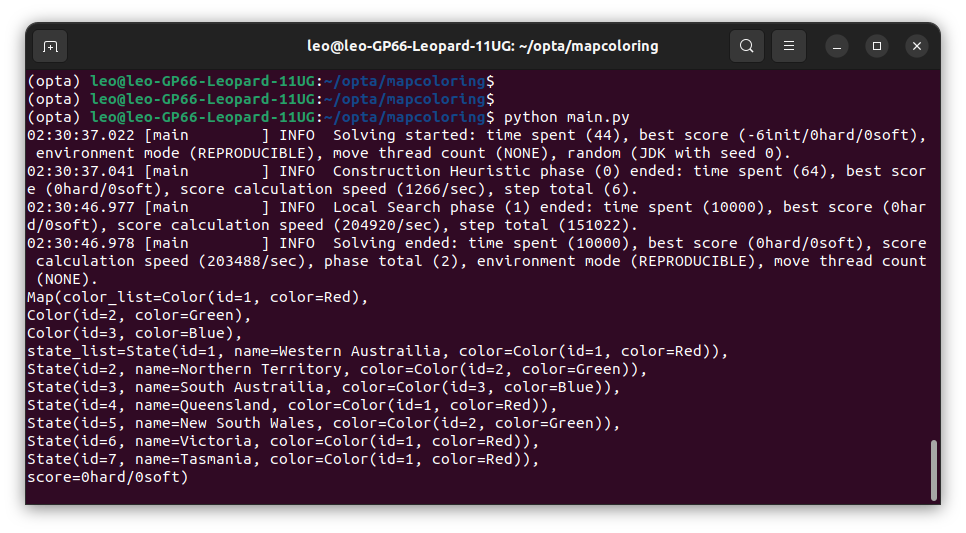 leo@leo-GP66-Leopard-11UG: ~/opta/mapcoloring
(opta) leo@leo-GP66-Leopard-11UG:~/opta/mapcoloring$
(opta) leo@leo-GP66-Leopard-11UG:~/opta/mapcoloring$
(opta) leo@leo-GP66-Leopard-11UG:~/opta/mapcoloring$ python main.py
02:30:37.022 [main        ] INFO  Solving started: time spent (44), best score (-6init/0hard/0soft),
 environment mode (REPRODUCIBLE), move thread count (NONE), random (JDK with seed 0).
02:30:37.041 [main        ] INFO  Construction Heuristic phase (0) ended: time spent (64), best scor
e (0hard/0soft), score calculation speed (1266/sec), step total (6).
02:30:46.977 [main        ] INFO  Local Search phase (1) ended: time spent (10000), best score (0har
d/0soft), score calculation speed (204920/sec), step total (151022).
02:30:46.978 [main        ] INFO  Solving ended: time spent (10000), best score (0hard/0soft), score
 calculation speed (203488/sec), phase total (2), environment mode (REPRODUCIBLE), move thread count
 (NONE).
Map(color_list=Color(id=1, color=Red),
Color(id=2, color=Green),
Color(id=3, color=Blue),
state_list=State(id=1, name=Western Austrailia, color=Color(id=1, color=Red)),
State(id=2, name=Northern Territory, color=Color(id=2, color=Green)),
State(id=3, name=South Austrailia, color=Color(id=3, color=Blue)),
State(id=4, name=Queensland, color=Color(id=1, color=Red)),
State(id=5, name=New South Wales, color=Color(id=2, color=Green)),
State(id=6, name=Victoria, color=Color(id=1, color=Red)),
State(id=7, name=Tasmania, color=Color(id=1, color=Red)),
score=0hard/0soft)